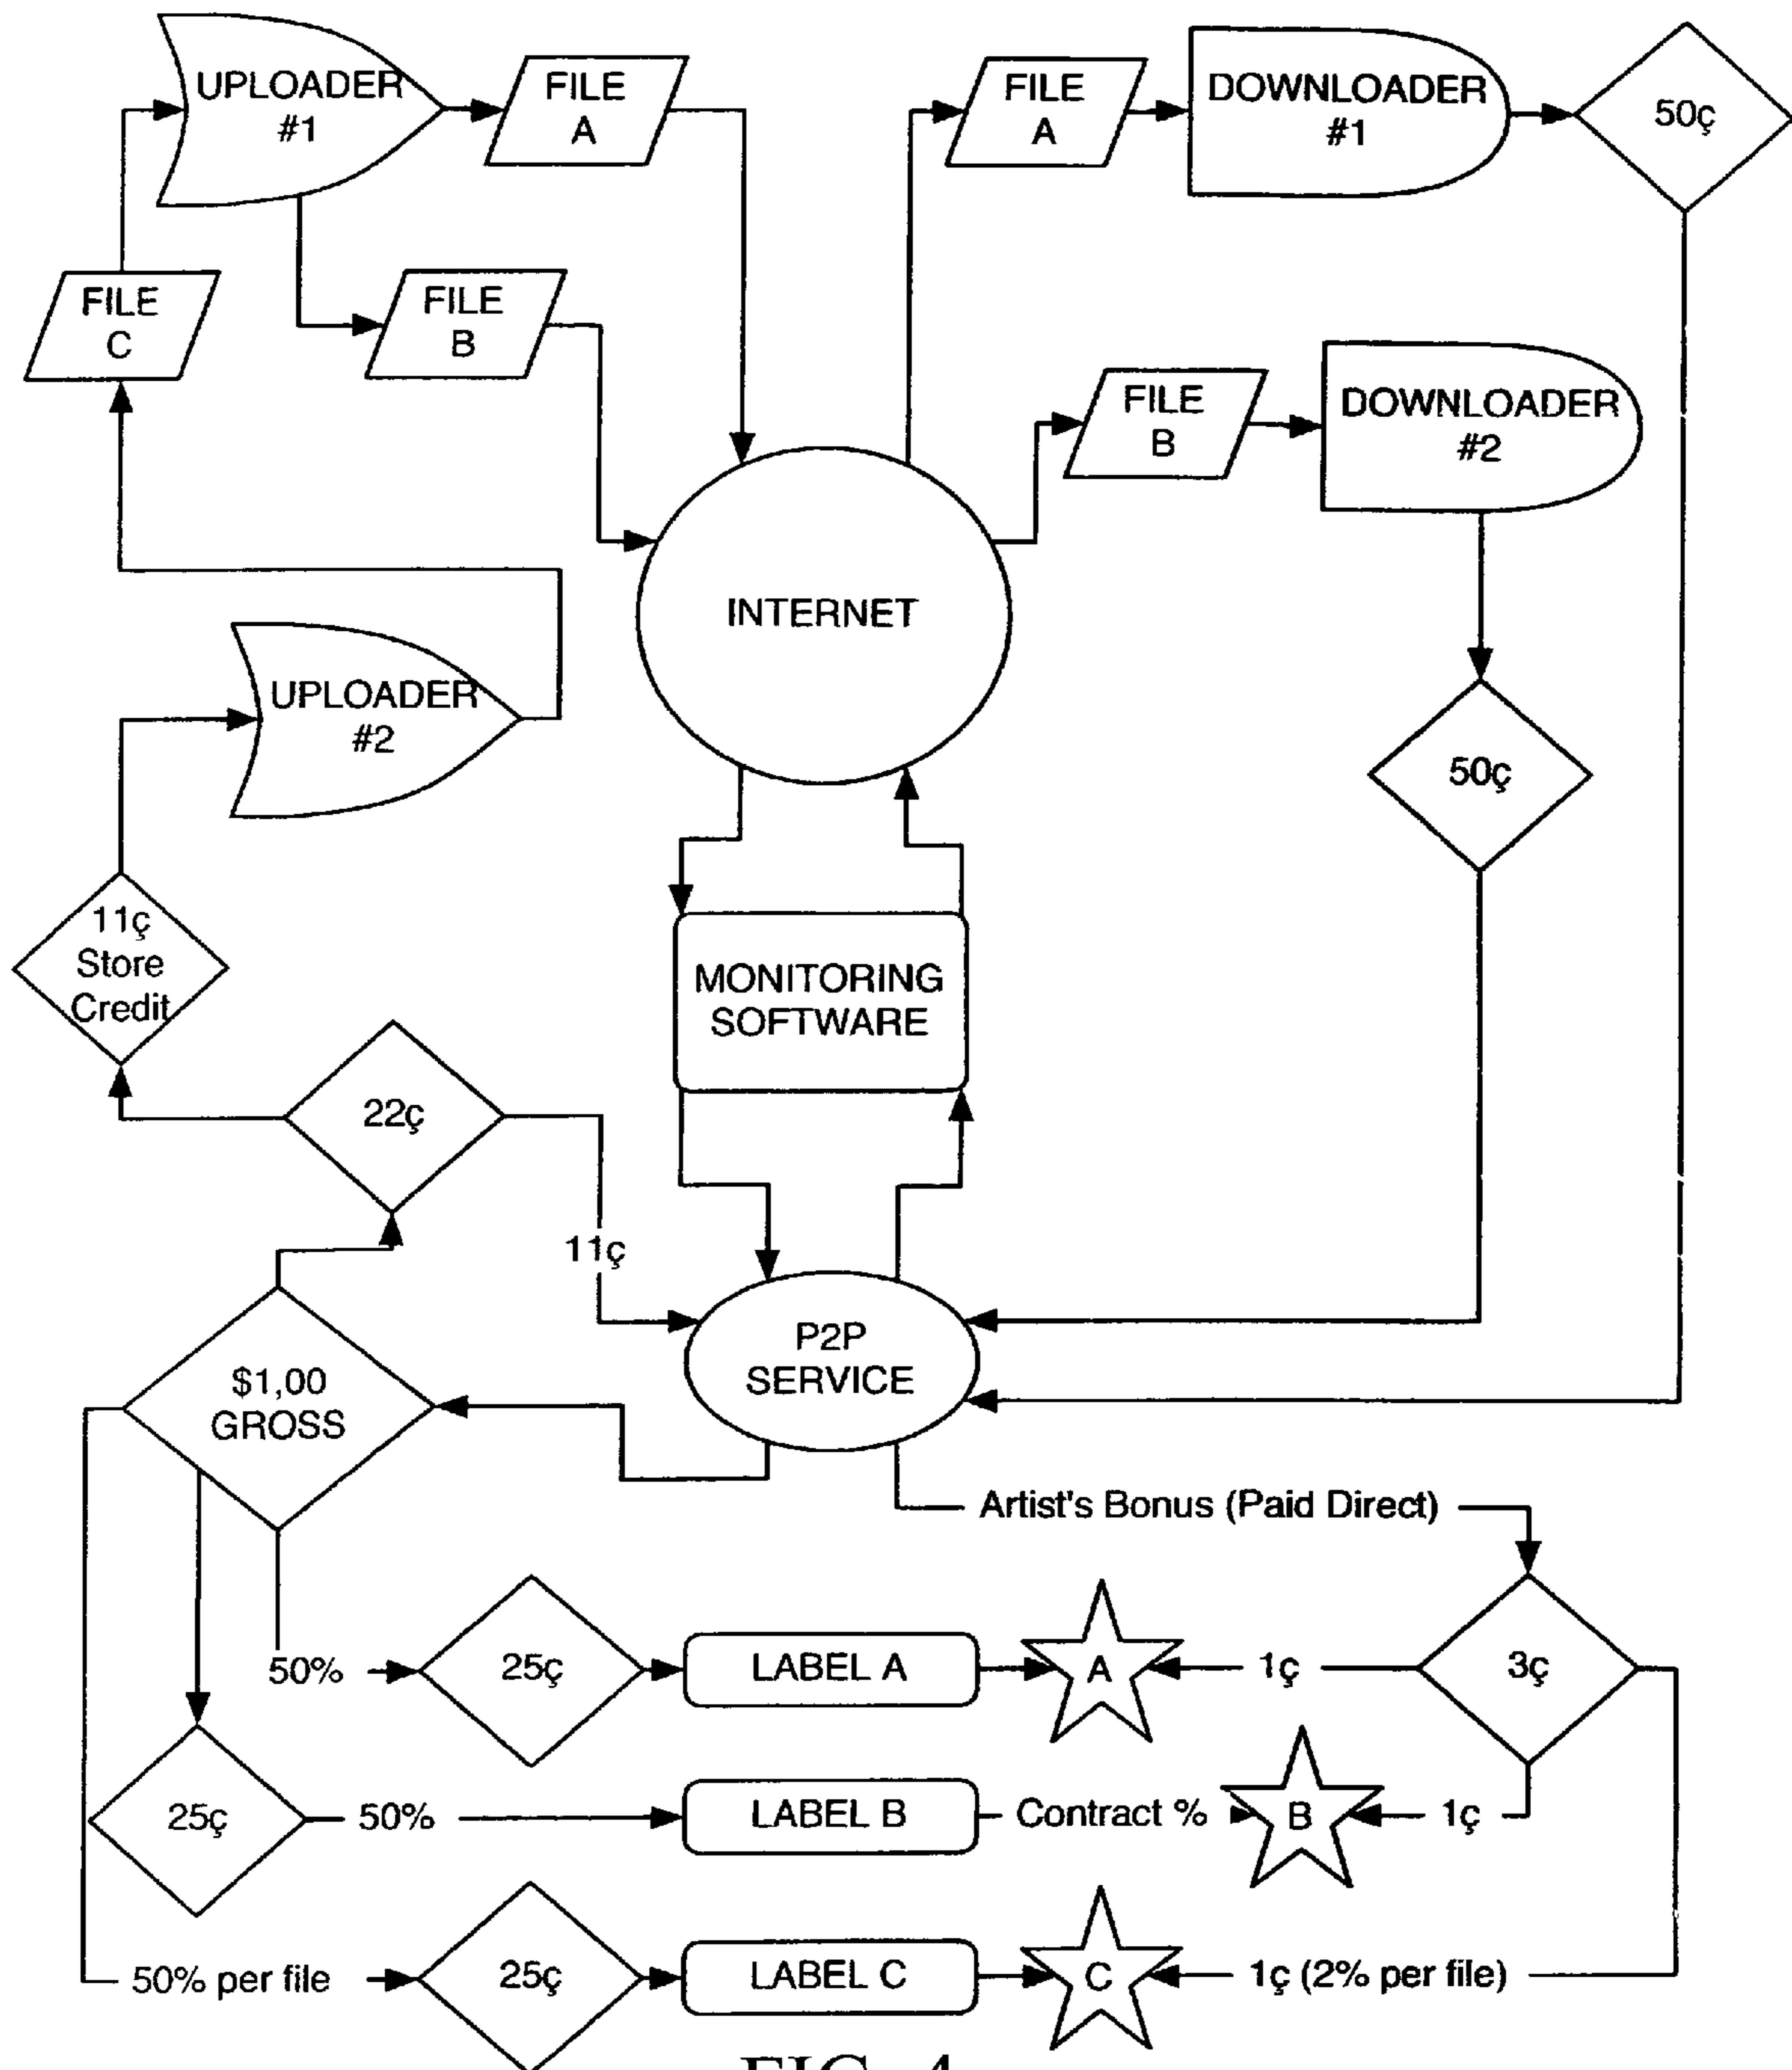 UPLOADER
#1
FILE
A
FILE
A
DOWNLOADER
#1
50ç
FILE
C
FILE
B
FILE
B
DOWNLOADER
#2
INTERNET
UPLOADER
#2
50ç
11ç
Store
Credit
MONITORING
SOFTWARE
22ç
11ç
P2P
SERVICE
$1,00
GROSS
Artist's Bonus (Paid Direct)
50%
25ç
LABEL A
A
1ç
3ç
25ç
50%
LABEL B
Contract %
B
1ç
50% per file
25ç
LABEL C
C
1ç (2% per file)
FIG. 4